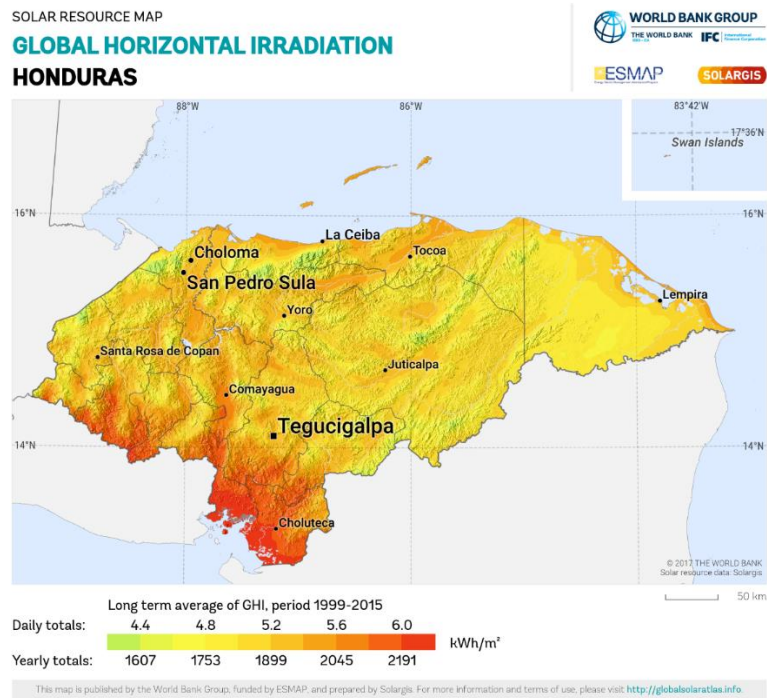 SOLAR RESOURCE MAP
GLOBAL HORIZONTAL IRRADIATION
HONDURAS
WORLD BANK GROUP
THE WORLD BANK
IFC
ESMAP
SOLARGIS
88°W
86°W
83°42'W
17°36'N
Swan Islands
16°N
16°N
La Ceiba
Choloma
Tocoa
San Pedro Sula
Lempira
Yoro
Santa Rosa de Copan
Juticalpa
Comayagua
Tegucigalpa
14°N
14°N
Choluteca
© 2017 THE WORLD BANK
Solar resource data: Solargis
50 km
Long term average of GHI, period 1999-2015
Daily totals: 4.4 4.8 5.2 5.6 6.0
kWh/m²
Yearly totals: 1607 1753 1899 2045 2191
This map is published by the World Bank Group, funded by ESMAP, and prepared by Solargis. For more information and terms of use, please visit http://globalsolaratlas.info.